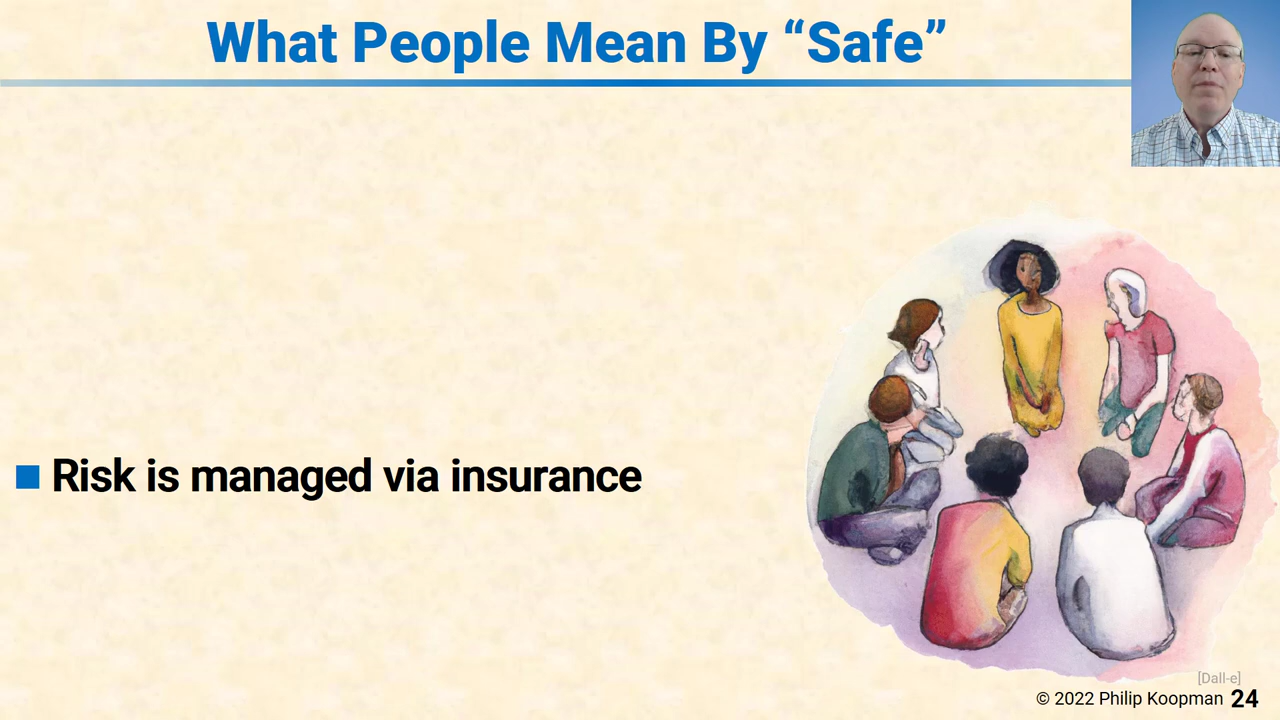 What People Mean By “Safe”
Risk is managed via insurance
[Dall-e]
© 2022 Philip Koopman 24